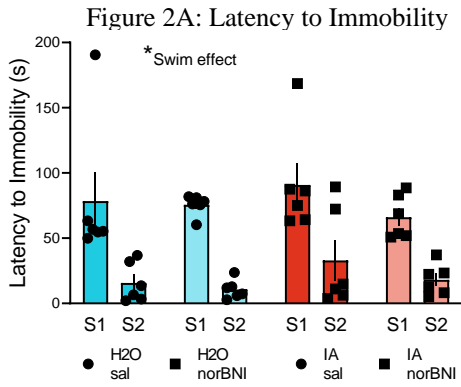 Figure 2A: Latency to Immobility
Latency to Immobility (s)
200
150
100
50
0
*Swim effect
S1 S2 S1 S2 S1 S2 S1 S2
H2O sal
H2O norBNI
IA sal
IA norBNI